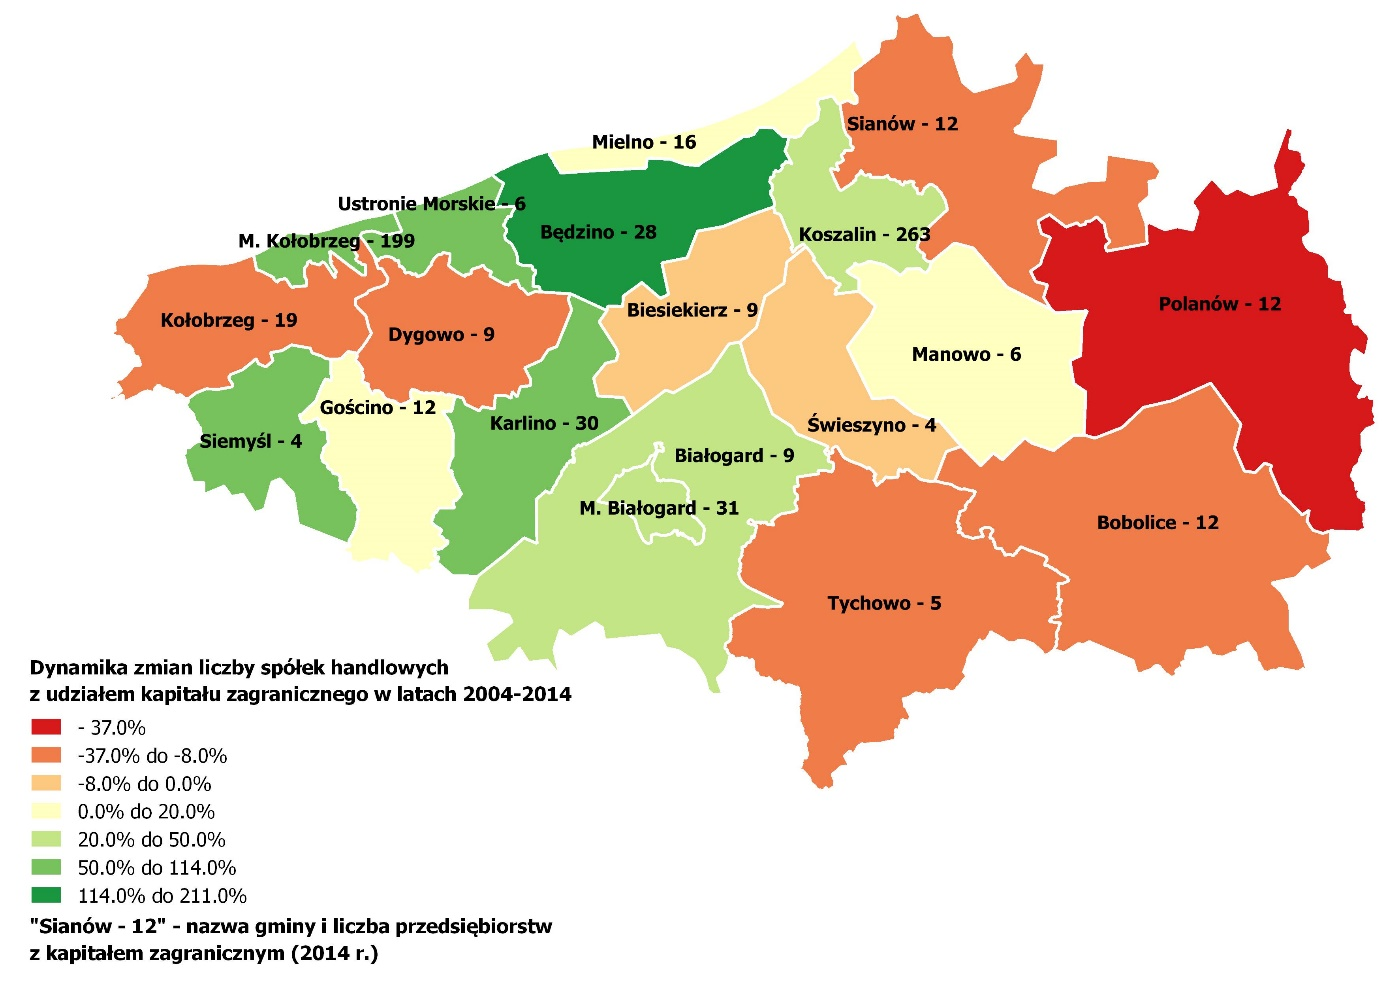 Sianów - 12
Mielno - 16
Ustronie Morskie - 6
Będzino - 28
Koszalin - 263
M. Kołobrzeg - 199
Polanów - 12
Biesiekierz - 9
Kołobrzeg - 19
Dygowo - 9
Manowo - 6
Gościno - 12
Karlino - 30
Świeszyno - 4
Siemyśl - 4
Białogard - 9
M. Białogard - 31
Bobolice - 12
Tychowo - 5
Dynamika zmian liczby spółek handlowych
z udziałem kapitału zagranicznego w latach 2004-2014
- 37.0%
-37.0% do -8.0%
-8.0% do 0.0%
0.0% do 20.0%
20.0% do 50.0%
50.0% do 114.0%
114.0% do 211.0%
"Sianów - 12" - nazwa gminy i liczba przedsiębiorstw
z kapitałem zagranicznym (2014 r.)